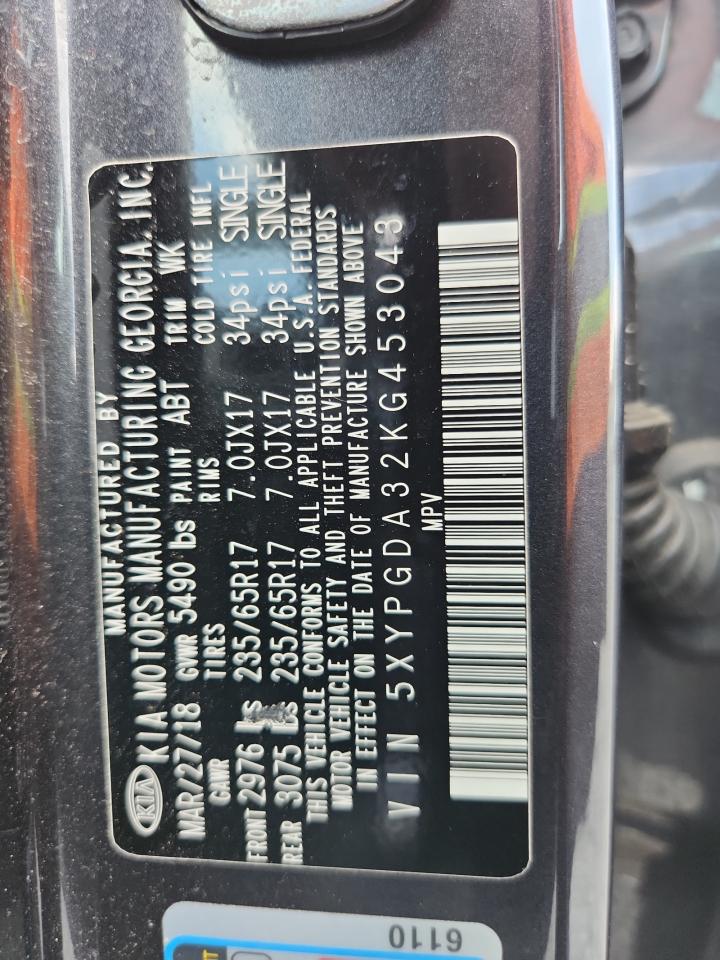 MANUFACTURED BY
KIA KIA MOTORS MANUFACTURING GEORGIA, INC.
MAR/27/18 GVWR 5490 lbs PAINT ABT TRIM WK
GAWR TIRES RIMS COLD TIRE INFL
FRONT 2976 lbs 235/65R17 7.0JX17 34psi SINGLE
REAR 3075 lbs 235/65R17 7.0JX17 34psi SINGLE
THIS VEHICLE CONFORMS TO ALL APPLICABLE U.S.A. FEDERAL
MOTOR VEHICLE SAFETY AND THEFT PREVENTION STANDARDS
IN EFFECT ON THE DATE OF MANUFACTURE SHOWN ABOVE
VIN 5XYPGDA32KG453043
MPV
6110